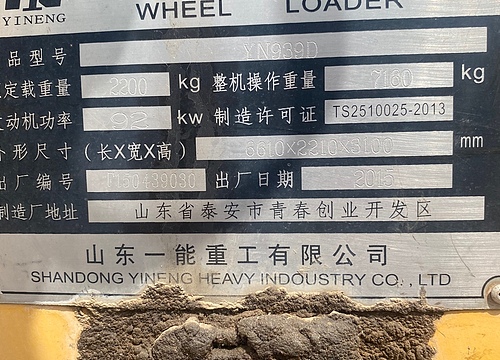 YINENG
WHEEL LOADER
品型号 YN939D
定载重量 2200 kg 整机操作重量 7160 kg
动机功率 92 kw 制造许可证 TS2510025-2013
形尺寸 (长X宽X高) 6610X2210X3100 mm
出厂编号 1150439030 出厂日期 2015
制造厂地址 山东省泰安市青春创业开发区
山东一能重工有限公司
SHANDONG YINENG HEAVY INDOUSTRY CO., LTD